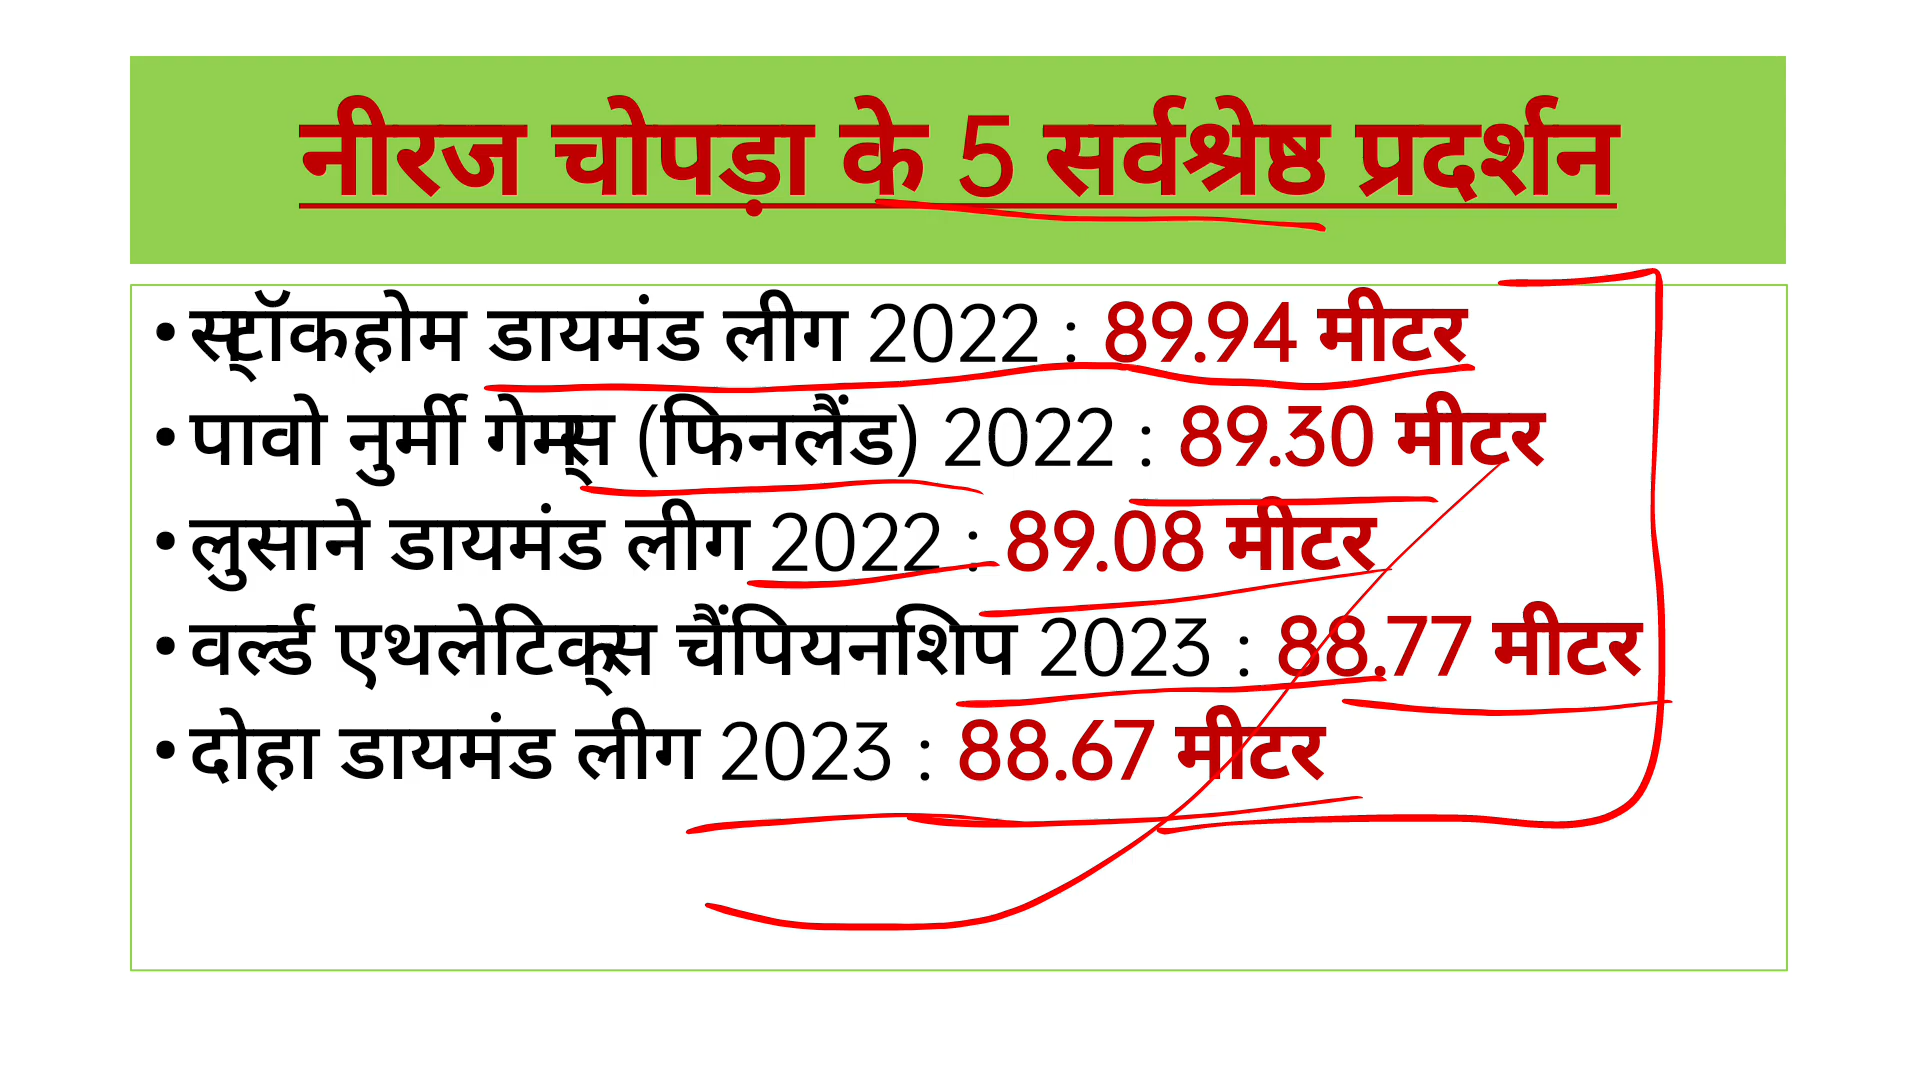 नीरज चोपड़ा के 5 सर्वश्रेष्ठ प्रदर्शन
• स्टॉकहोम डायमंड लीग 2022 : 89.94 मीटर
• पावो नुर्मी गेम्स (फिनलैंड) 2022 : 89.30 मीटर
• लुसाने डायमंड लीग 2022 : 89.08 मीटर
• वर्ल्ड एथलेटिक्स चैंपियनशिप 2023 : 88.77 मीटर
• दोहा डायमंड लीग 2023 : 88.67 मीटर